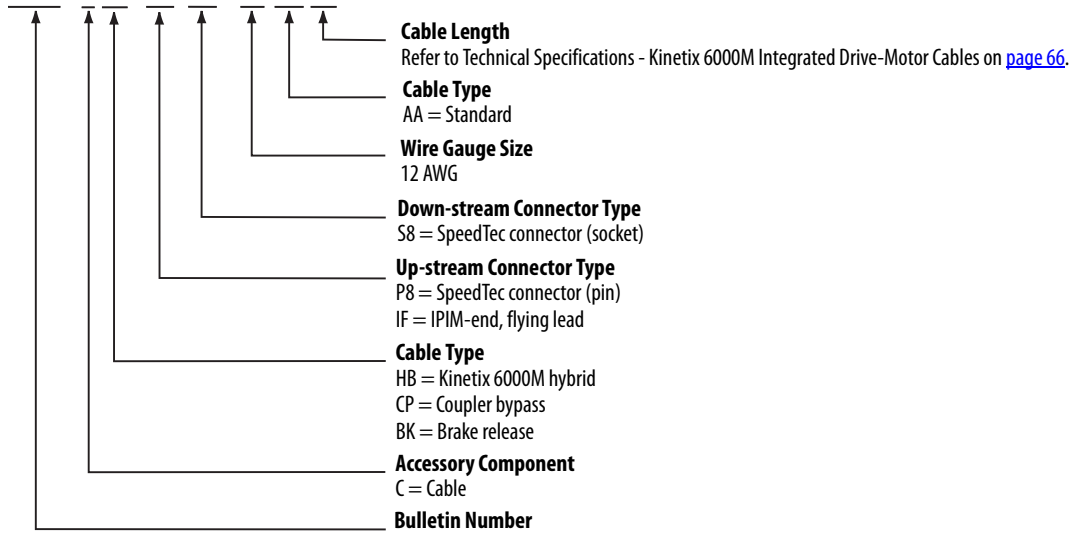 Cable Length
Refer to Technical Specifications - Kinetix 6000M Integrated Drive-Motor Cables on page 66.
Cable Type
AA = Standard
Wire Gauge Size
12 AWG
Down-stream Connector Type
S8 = SpeedTec connector (socket)
Up-stream Connector Type
P8 = SpeedTec connector (pin)
IF = IPIM-end, flying lead
Cable Type
HB = Kinetix 6000M hybrid
CP = Coupler bypass
BK = Brake release
Accessory Component
C = Cable
Bulletin Number